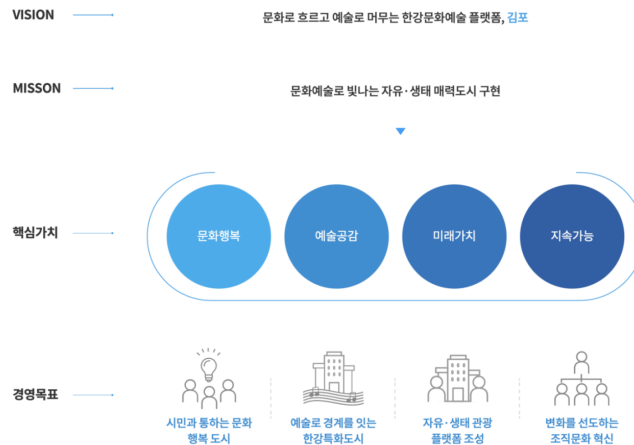 VISION
문화로 흐르고 예술로 머무는 한강문화예술 플랫폼, 김포
MISSON
문화예술로 빛나는 자유·생태 매력도시 구현
핵심가치
문화행복
예술공감
미래가치
지속가능
경영목표
시민과 통하는 문화
행복 도시
예술로 경계를 잇는
한강특화도시
자유·생태 관광
플랫폼 조성
변화를 선도하는
조직문화 혁신